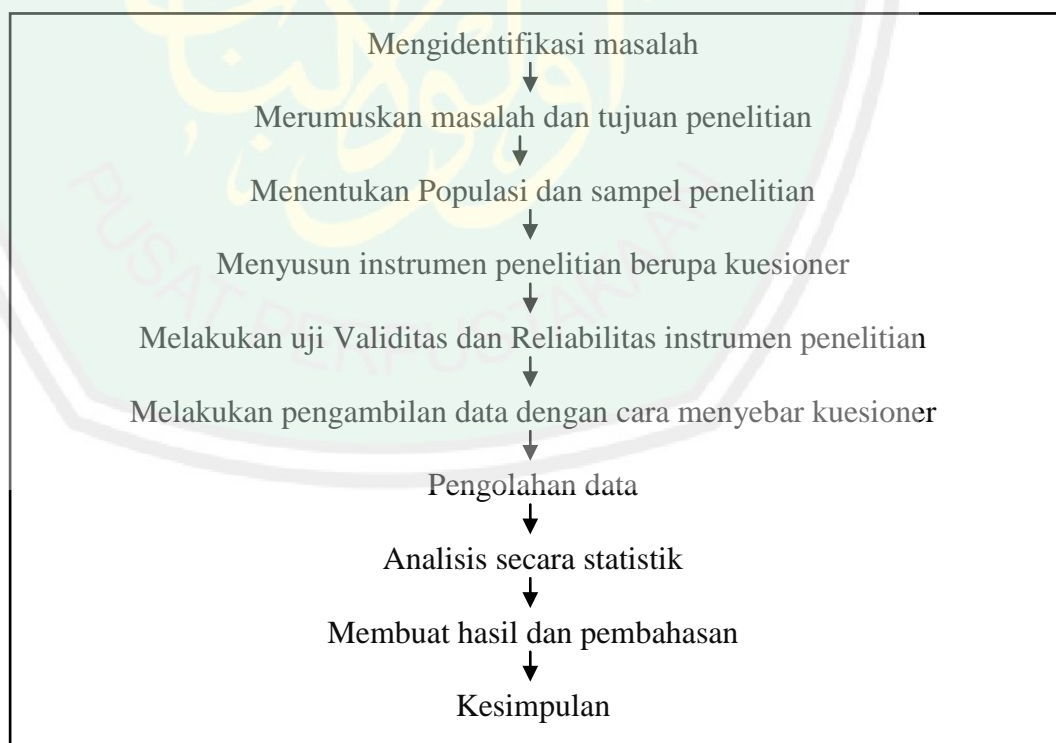 Mengidentifikasi masalah
Merumuskan masalah dan tujuan penelitian
Menentukan Populasi dan sampel penelitian
Menyusun instrumen penelitian berupa kuesioner
Melakukan uji Validitas dan Reliabilitas instrumen penelitian
Melakukan pengambilan data dengan cara menyebar kuesioner
Pengolahan data
Analisis secara statistik
Membuat hasil dan pembahasan
Kesimpulan
PUSAT PERPUSTAKAAN